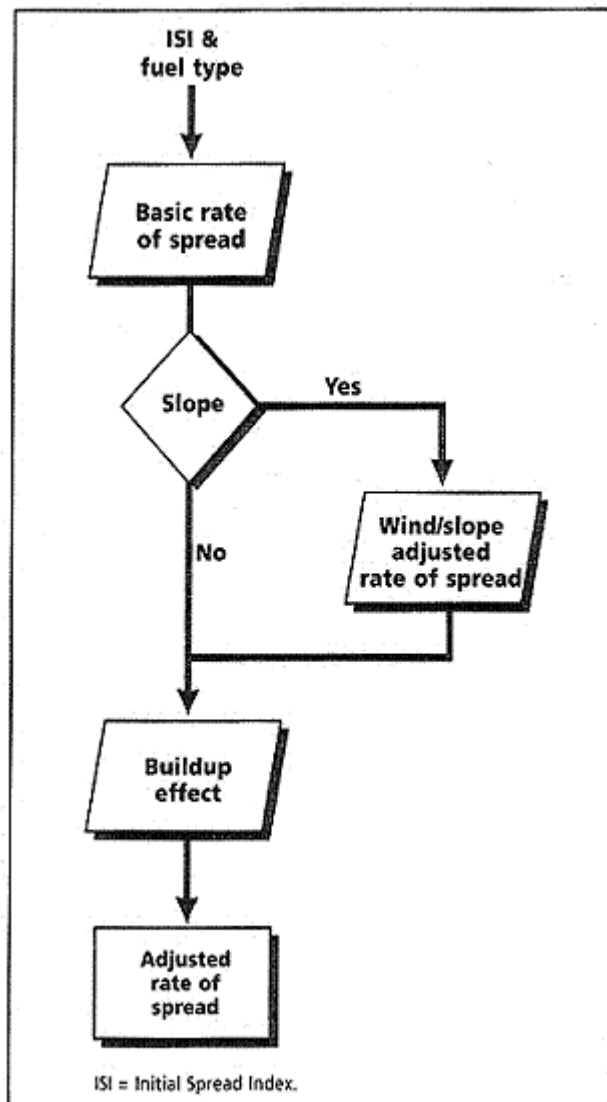 ISI &
fuel type
Basic rate
of spread
Slope
Yes
Wind/slope
adjusted
rate of spread
No
Buildup
effect
Adjusted
rate of
spread
ISI = Initial Spread Index.